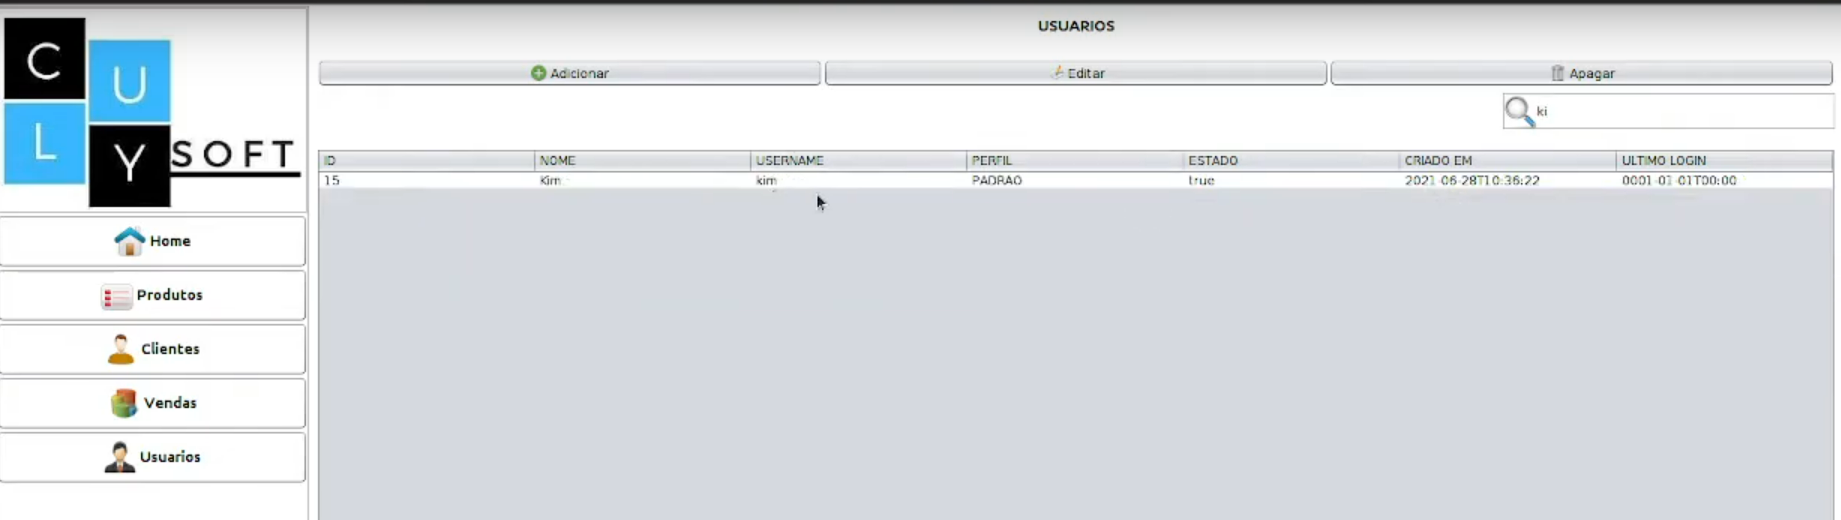 C U
L Y SOFT
Home
Produtos
Clientes
Vendas
Usuarios
USUARIOS
Adicionar Editar Apagar
ki
ID NOME USERNAME PERFIL ESTADO CRIADO EM ULTIMO LOGIN
15 Kim kim PADRAO true 2021-06-28T10:36:22 0001-01-01T00:00